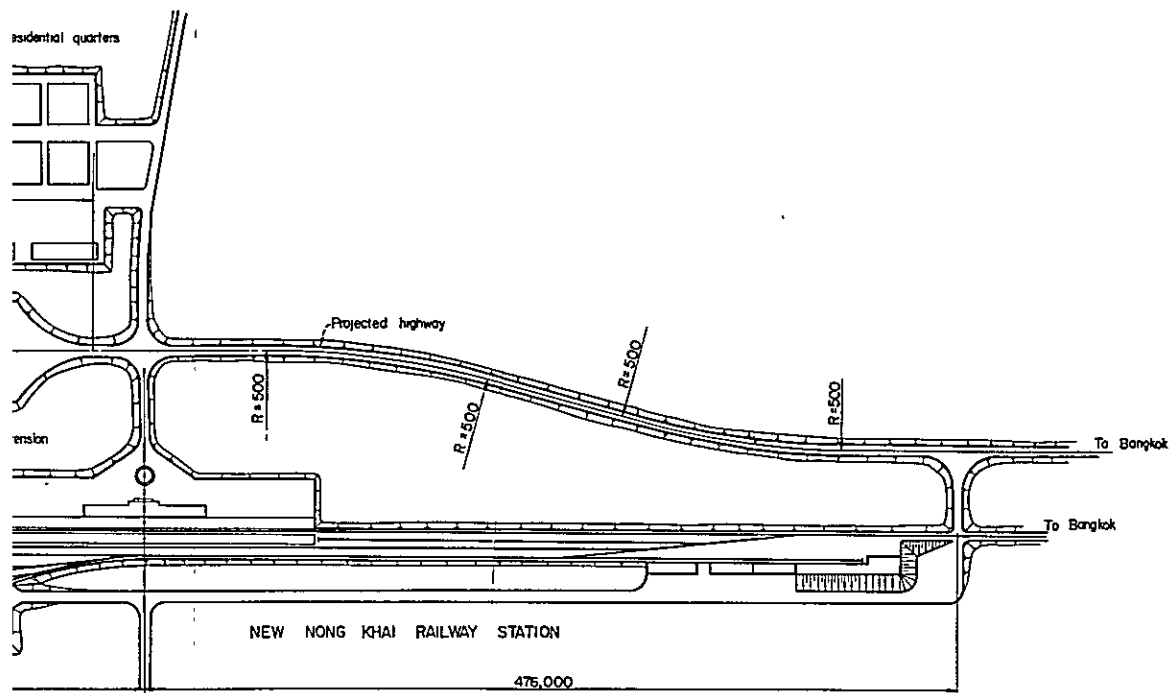 esidential quarters
Projected highway
R=500
R=500
R=500
R=500
ension
To Bangkok
To Bangkok
NEW NONG KHAI RAILWAY STATION
476,000